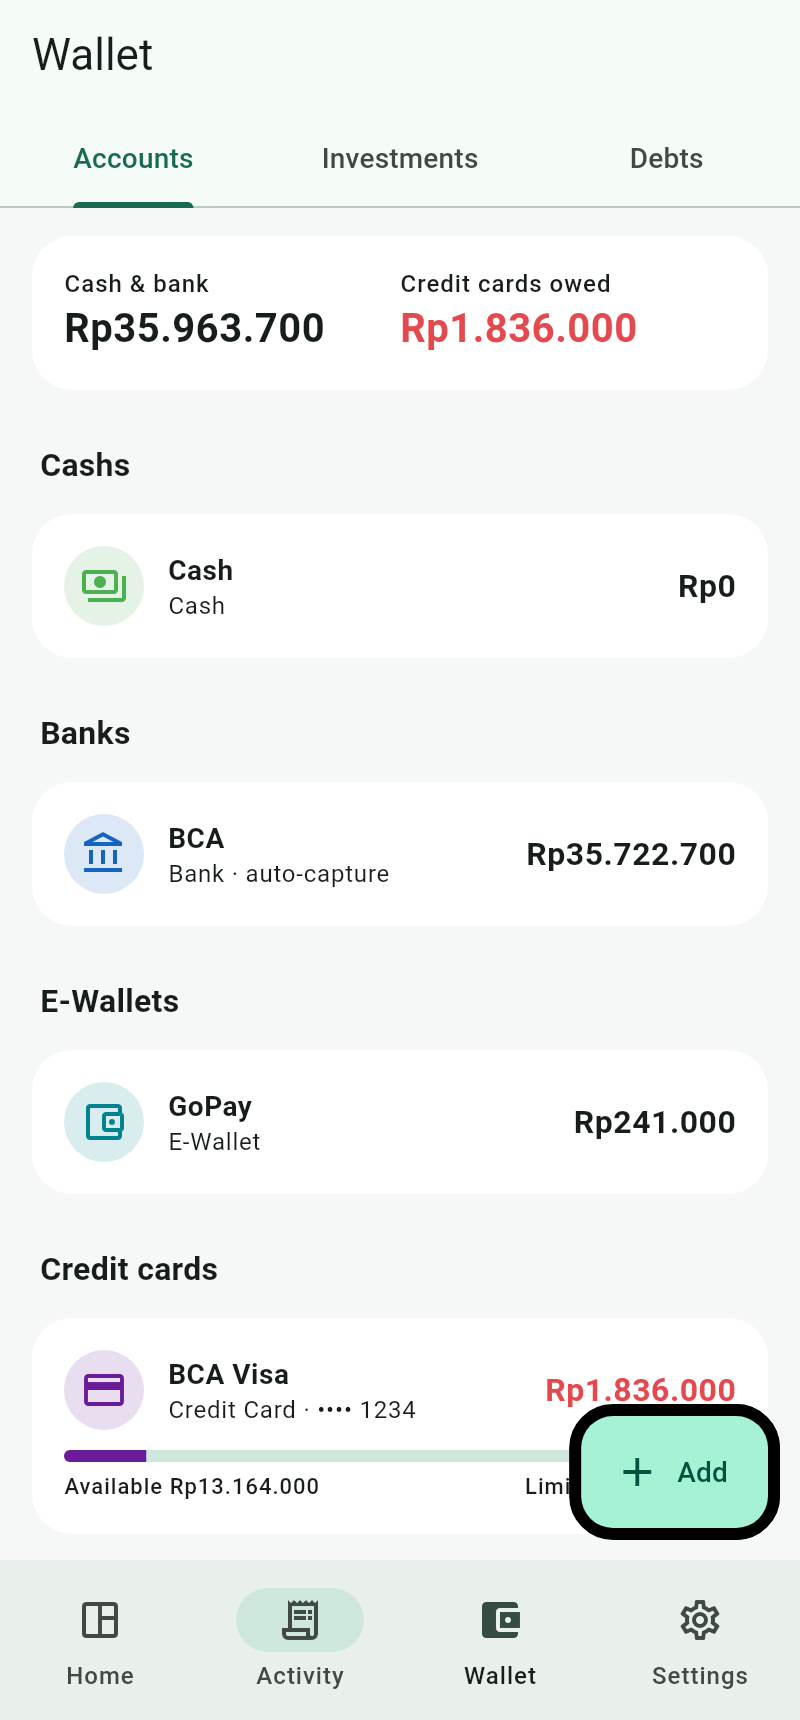 Wallet
Accounts Investments Debts
Cash & bank Credit cards owed
Rp35.963.700 Rp1.836.000
Cashs
Cash
Cash
Rp0
Banks
BCA
Bank · auto-capture
Rp35.722.700
E-Wallets
GoPay
E-Wallet
Rp241.000
Credit cards
BCA Visa
Credit Card · •••• 1234
Rp1.836.000
Available Rp13.164.000
Add
Home Activity Wallet Settings